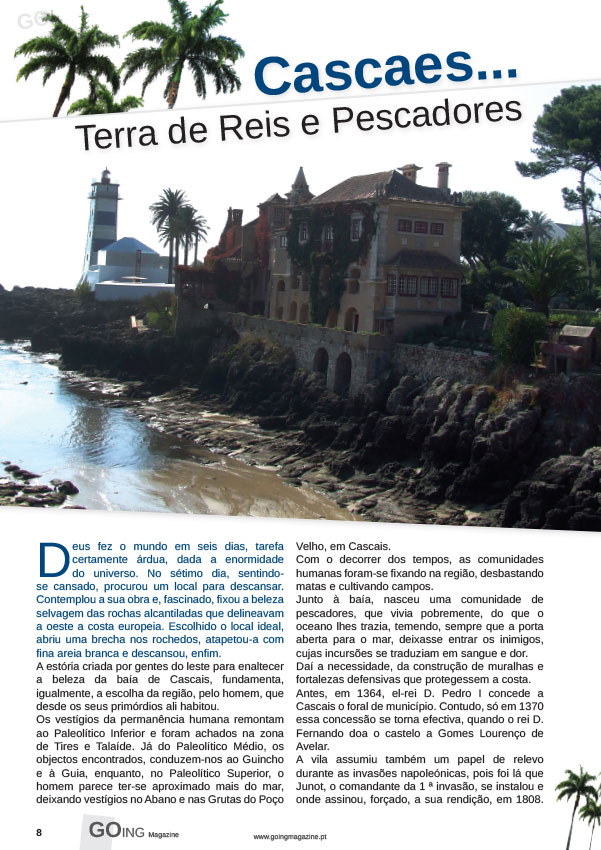 GO!
Cascaes...
Terra de Reis e Pescadores
Deus fez o mundo em seis dias, tarefa
certamente árdua, dada a enormidade
do universo. No sétimo dia, sentindo-
se cansado, procurou um local para descansar.
Contemplou a sua obra e, fascinado, fixou a beleza
selvagem das rochas alcantiladas que delineavam
a oeste a costa europeia. Escolhido o local ideal,
abriu uma brecha nos rochedos, atapetou-a com
fina areia branca e descansou, enfim.
A estória criada por gentes do leste para enaltecer
a beleza da baía de Cascais, fundamenta,
igualmente, a escolha da região, pelo homem, que
desde os seus primórdios ali habitou.
Os vestígios da permanência humana remontam
ao Paleolítico Inferior e foram achados na zona
de Tires e Talaíde. Já do Paleolítico Médio, os
objectos encontrados, conduzem-nos ao Guincho
e à Guia, enquanto, no Paleolítico Superior, o
homem parece ter-se aproximado mais do mar,
deixando vestígios no Abano e nas Grutas do Poço
Velho, em Cascais.
Com o decorrer dos tempos, as comunidades
humanas foram-se fixando na região, desbastando
matas e cultivando campos.
Junto à baía, nasceu uma comunidade de
pescadores, que vivia pobremente, do que o
oceano lhes trazia, temendo, sempre que a porta
aberta para o mar, deixasse entrar os inimigos,
cujas incursões se traduziam em sangue e dor.
Daí a necessidade, da construção de muralhas e
fortalezas defensivas que protegessem a costa.
Antes, em 1364, el-rei D. Pedro I concede a
Cascais o foral de município. Contudo, só em 1370
essa concessão se torna efectiva, quando o rei D.
Fernando doa o castelo a Gomes Lourenço de
Avelar.
A vila assumiu também um papel de relevo
durante as invasões napoleónicas, pois foi lá que
Junot, o comandante da 1 ª invasão, se instalou e
onde assinou, forçado, a sua rendição, em 1808.
8
GOING Magazine
www.goingmagazine.pt